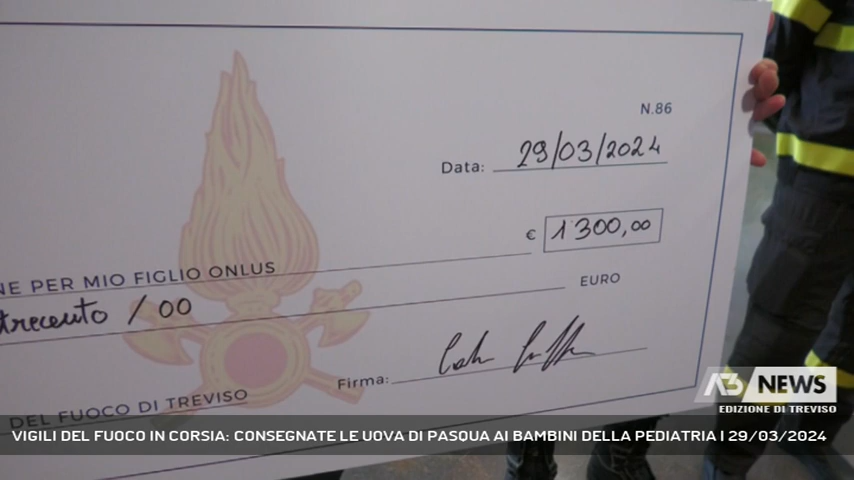 N.86
Data: 29/03/2024
€ 1300,00
NE PER MIO FIGLIO ONLUS
EURO
trecento / 00
Firma:
DEL FUOCO DI TREVISO
A3 NEWS
EDIZIONE DI TREVISO
VIGILI DEL FUOCO IN CORSIA: CONSEGNATE LE UOVA DI PASQUA AI BAMBINI DELLA PEDIATRIA | 29/03/2024